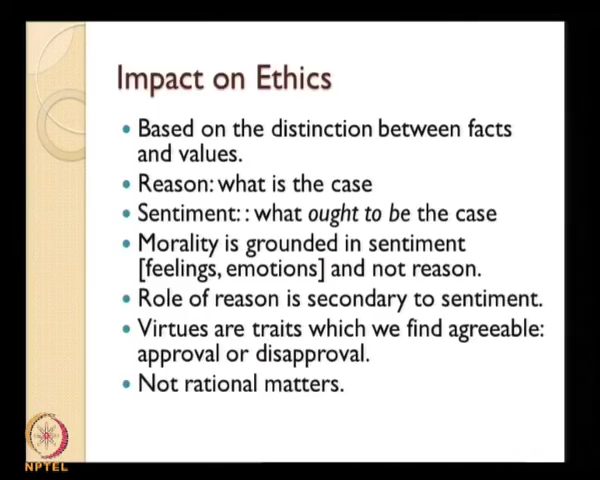 Impact on Ethics
• Based on the distinction between facts
and values.
• Reason: what is the case
• Sentiment: : what ought to be the case
• Morality is grounded in sentiment
[feelings, emotions] and not reason.
• Role of reason is secondary to sentiment.
• Virtues are traits which we find agreeable:
approval or disapproval.
• Not rational matters.
NPTEL